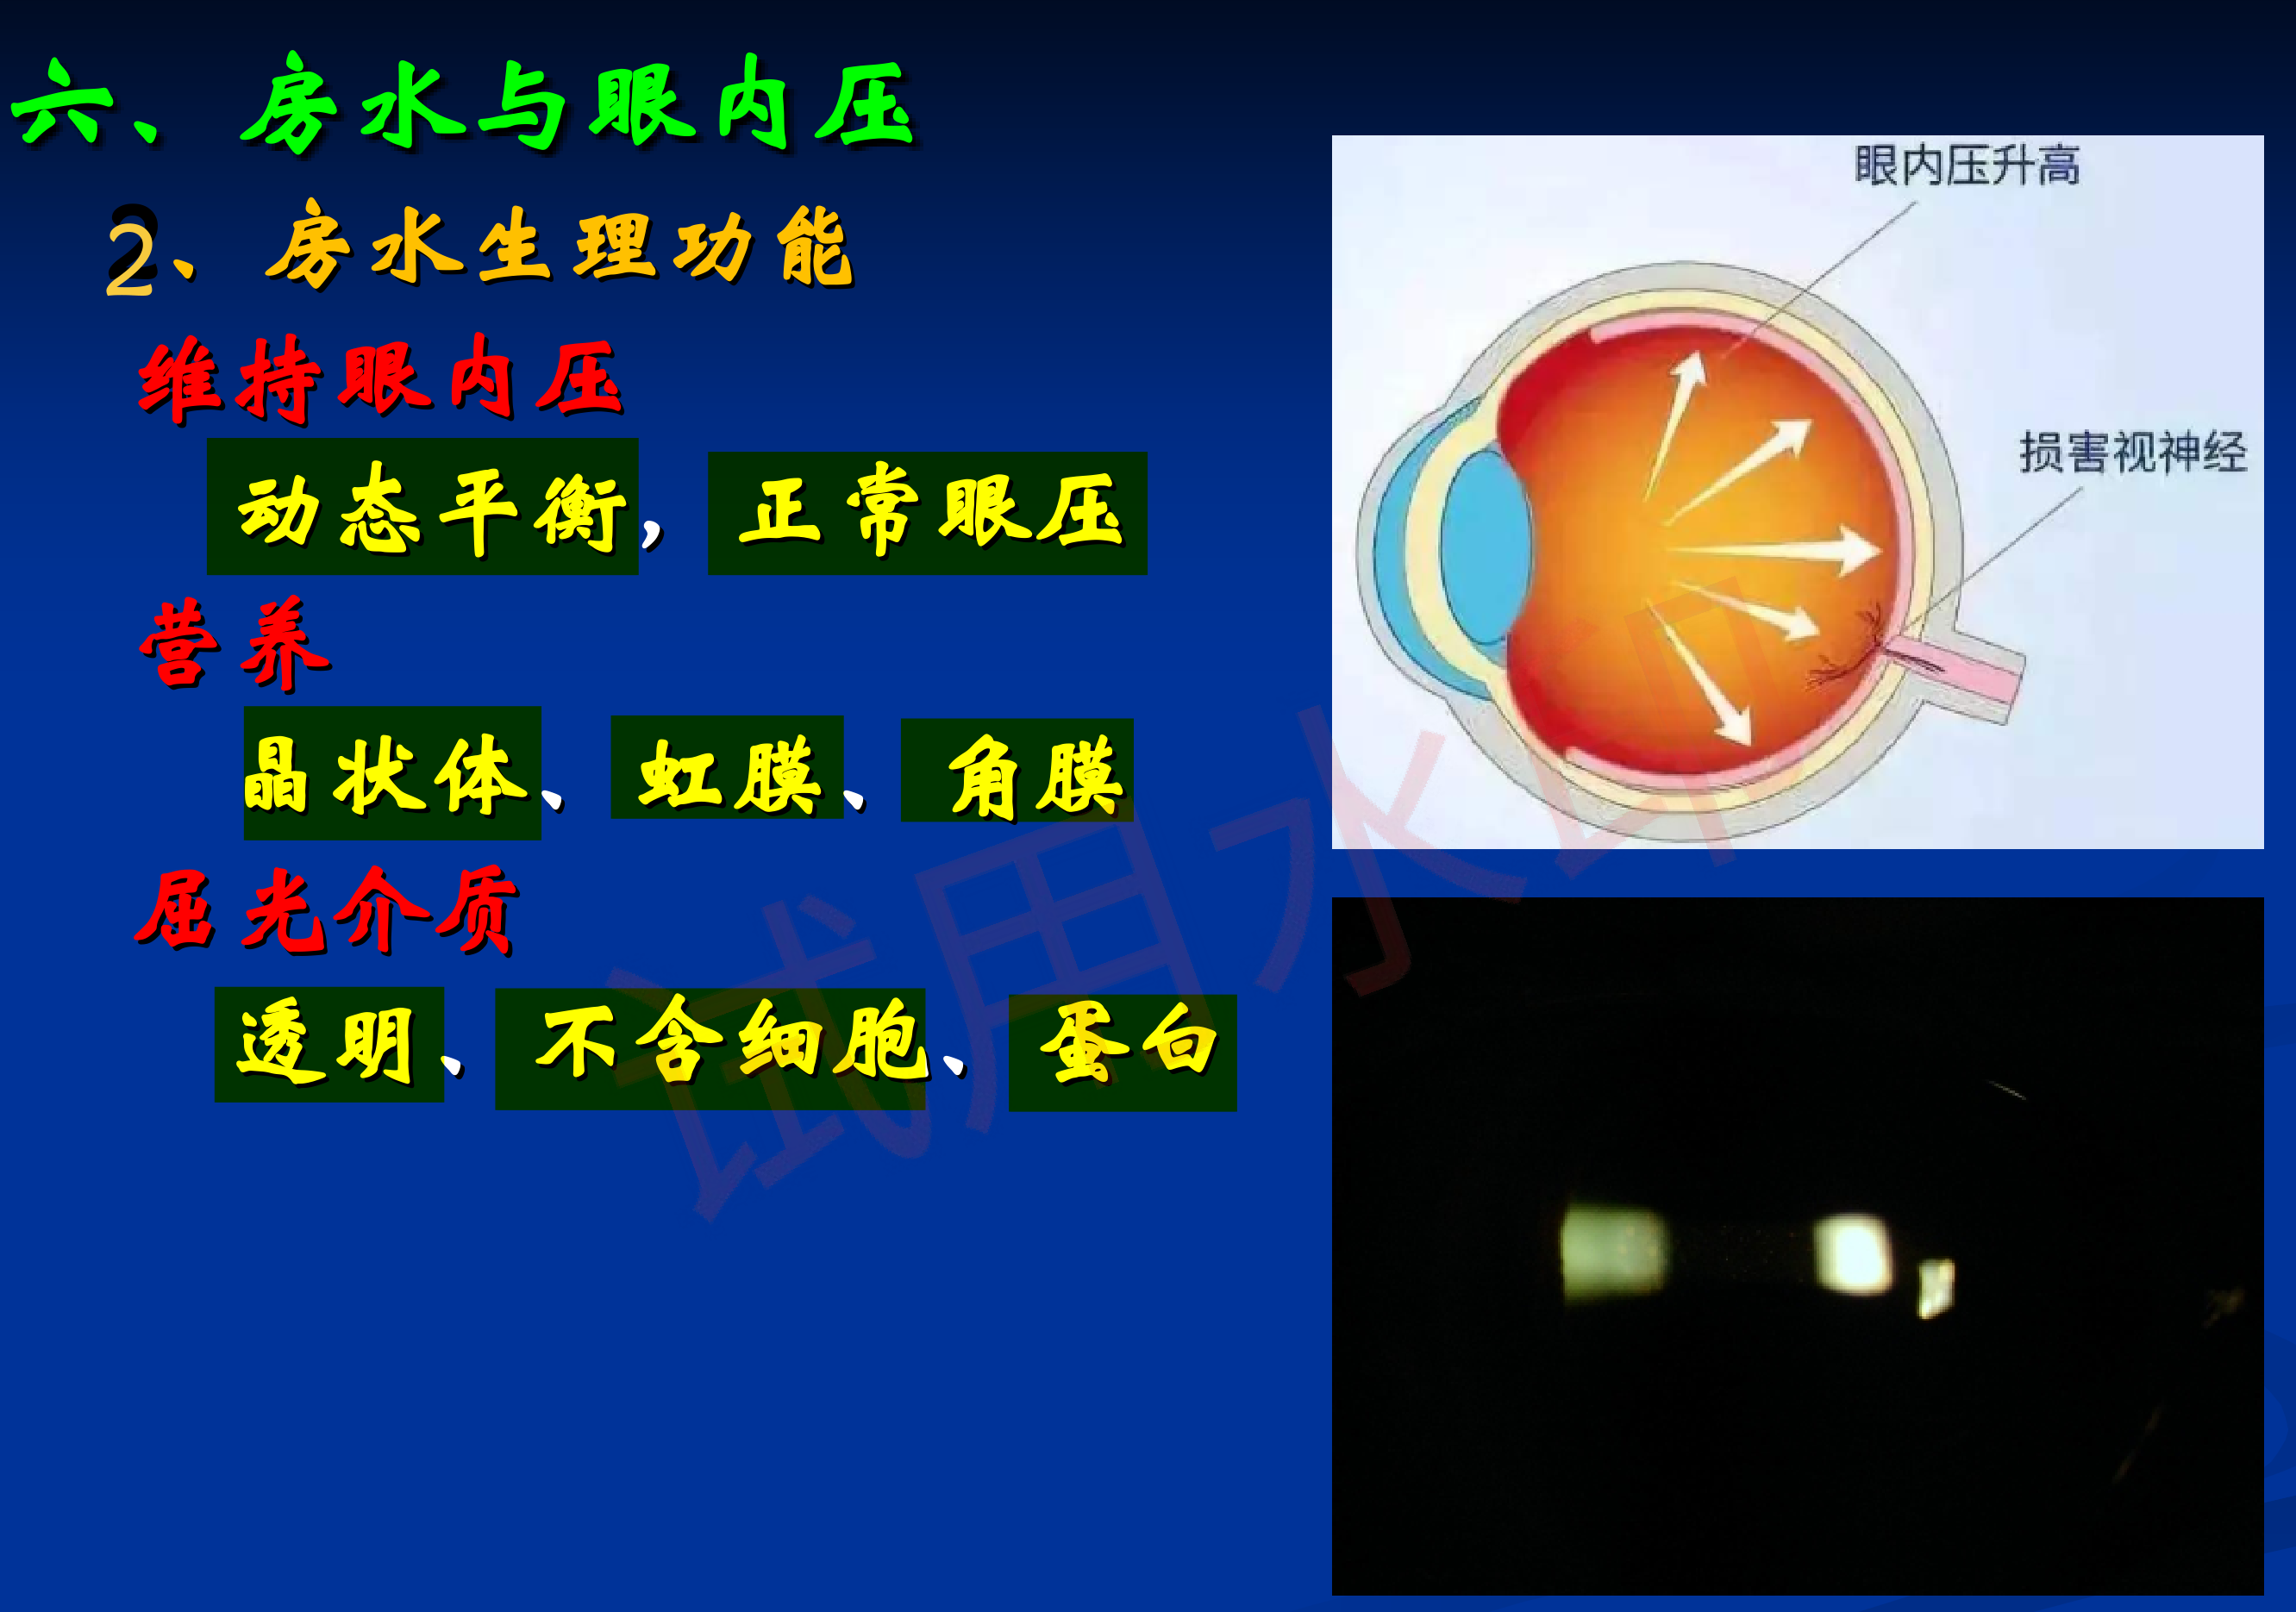 六、房水与眼内压
2、房水生理功能
维持眼内压
动态平衡，正常眼压
营养
晶状体、虹膜、角膜
屈光介质
透明、不含细胞、蛋白
眼内压升高
损害视神经
试用水印